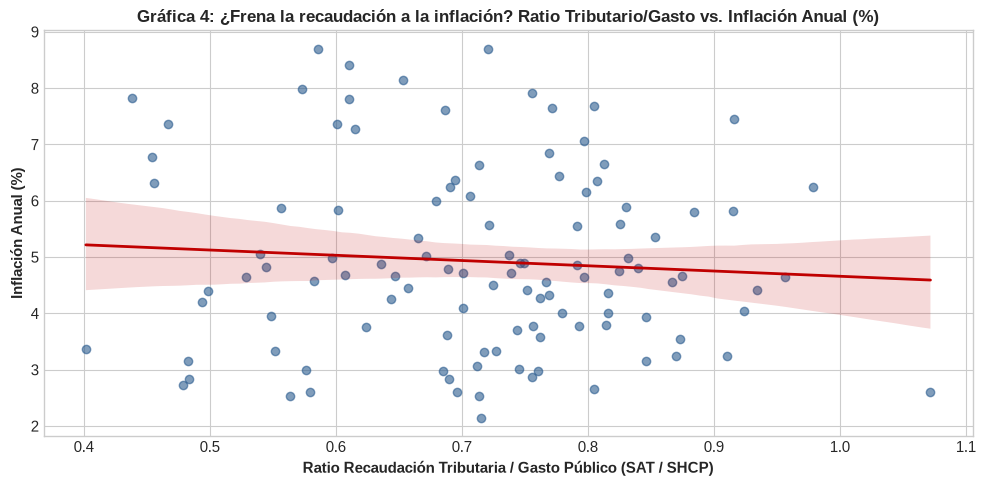 Gráfica 4: ¿Frena la recaudación a la inflación? Ratio Tributario/Gasto vs. Inflación Anual (%)
Inflación Anual (%)
9
8
7
6
5
4
3
2
0.4 0.5 0.6 0.7 0.8 0.9 1.0 1.1
Ratio Recaudación Tributaria / Gasto Público (SAT / SHCP)